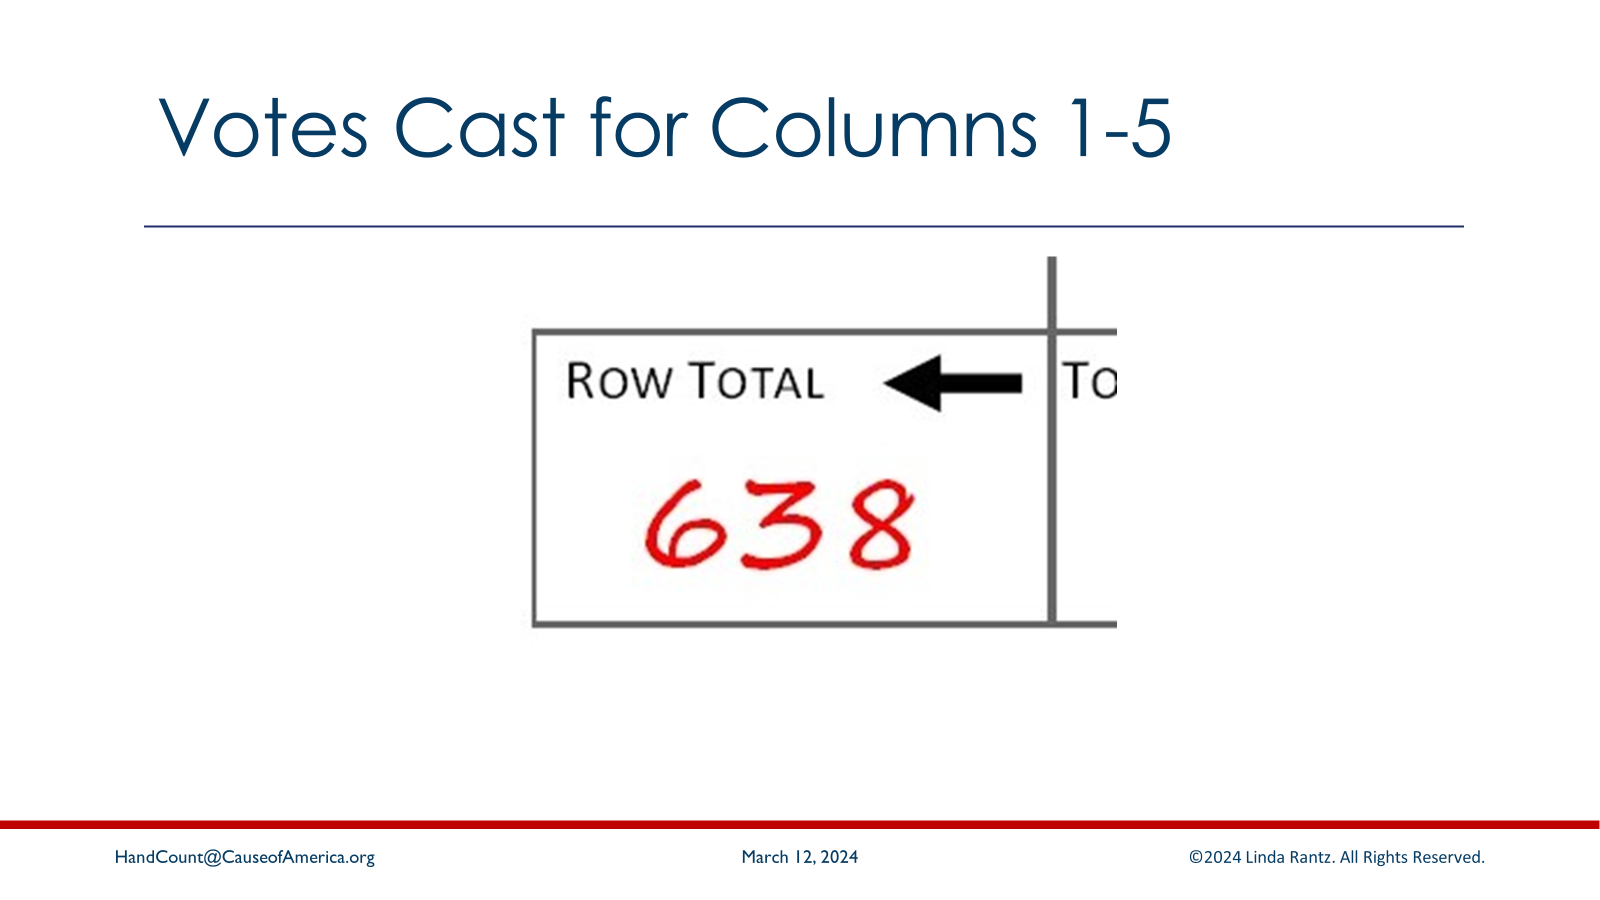 Votes Cast for Columns 1-5
ROW TOTAL
TO
638
HandCount@CauseofAmerica.org
March 12, 2024
©2024 Linda Rantz. All Rights Reserved.